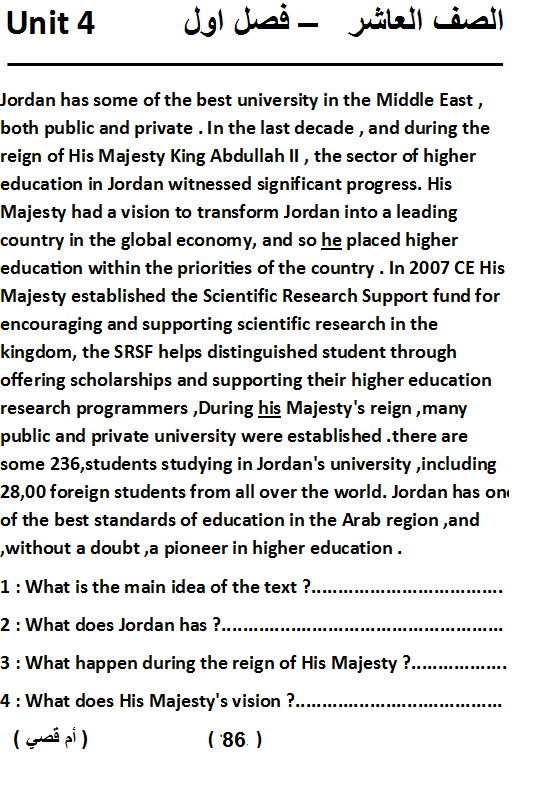 Unit 4 الصف العاشر – فصل اول
Jordan has some of the best university in the Middle East ,
both public and private . In the last decade , and during the
reign of His Majesty King Abdullah II , the sector of higher
education in Jordan witnessed significant progress. His
Majesty had a vision to transform Jordan into a leading
country in the global economy, and so he placed higher
education within the priorities of the country . In 2007 CE His
Majesty established the Scientific Research Support fund for
encouraging and supporting scientific research in the
kingdom, the SRSF helps distinguished student through
offering scholarships and supporting their higher education
research programmers ,During his Majesty's reign ,many
public and private university were established .there are
some 236,students studying in Jordan's university ,including
28,00 foreign students from all over the world. Jordan has one
of the best standards of education in the Arab region ,and
,without a doubt ,a pioneer in higher education .
1 : What is the main idea of the text ?....................................
2 : What does Jordan has ?.....................................................
3 : What happen during the reign of His Majesty ?..................
4 : What does His Majesty's vision ?.......................................
( أم قصي ) ( 86 )